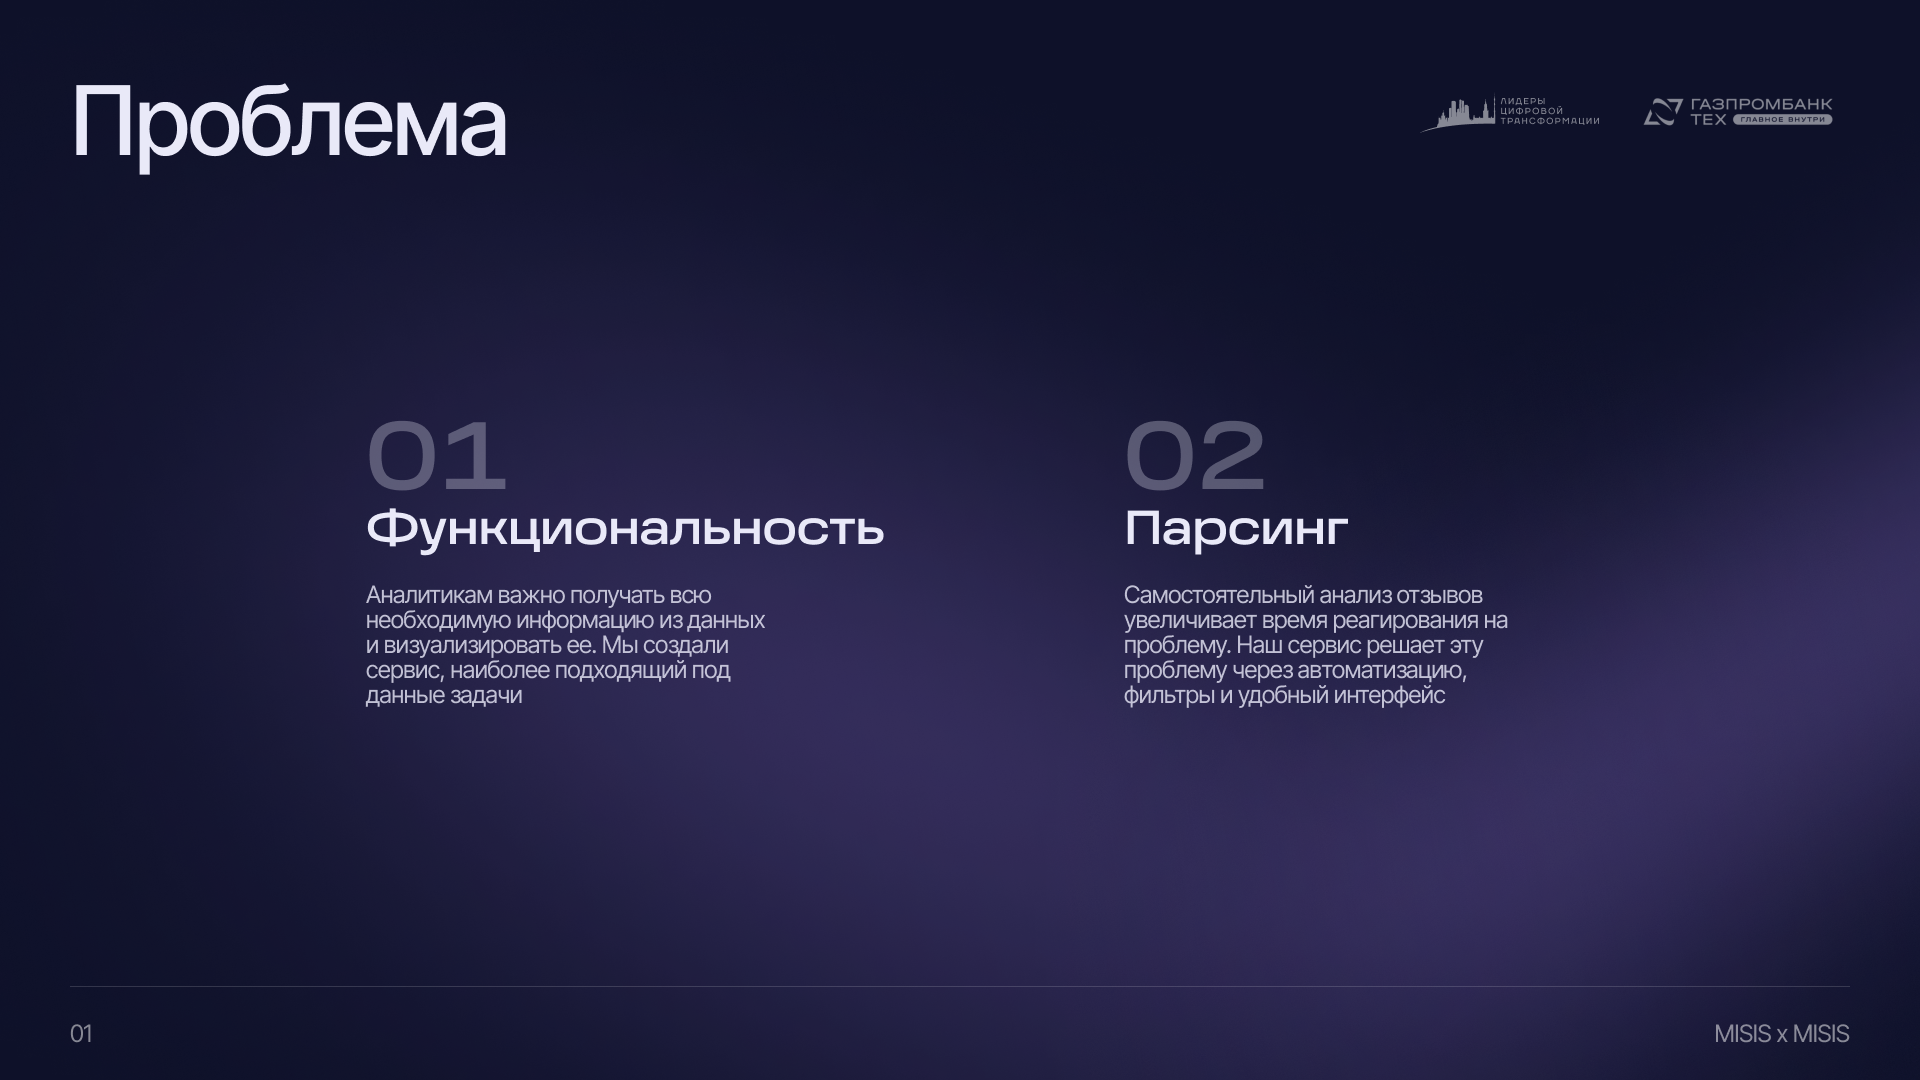 Проблема
ЛИДЕРЫ
ЦИФРОВОЙ
ТРАНСФОРМАЦИИ
ГАЗПРОМБАНК
ТЕХ ГЛАВНОЕ ВНУТРИ
01
Функциональность
Аналитикам важно получать всю
необходимую информацию из данных
и визуализировать ее. Мы создали
сервис, наиболее подходящий под
данные задачи
02
Парсинг
Самостоятельный анализ отзывов
увеличивает время реагирования на
проблему. Наш сервис решает эту
проблему через автоматизацию,
фильтры и удобный интерфейс
01
MISIS x MISIS